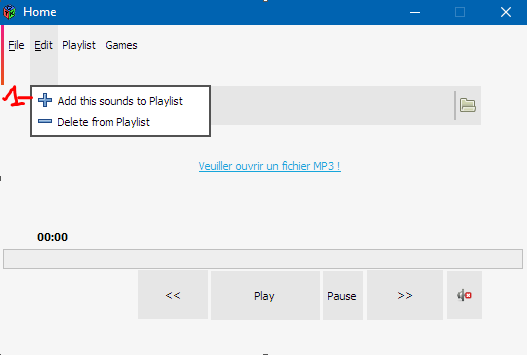 Home
File Edit Playlist Games
1-
Add this sounds to Playlist
Delete from Playlist
Veuiller ouvrir un fichier MP3 !
00:00
<< Play Pause >>